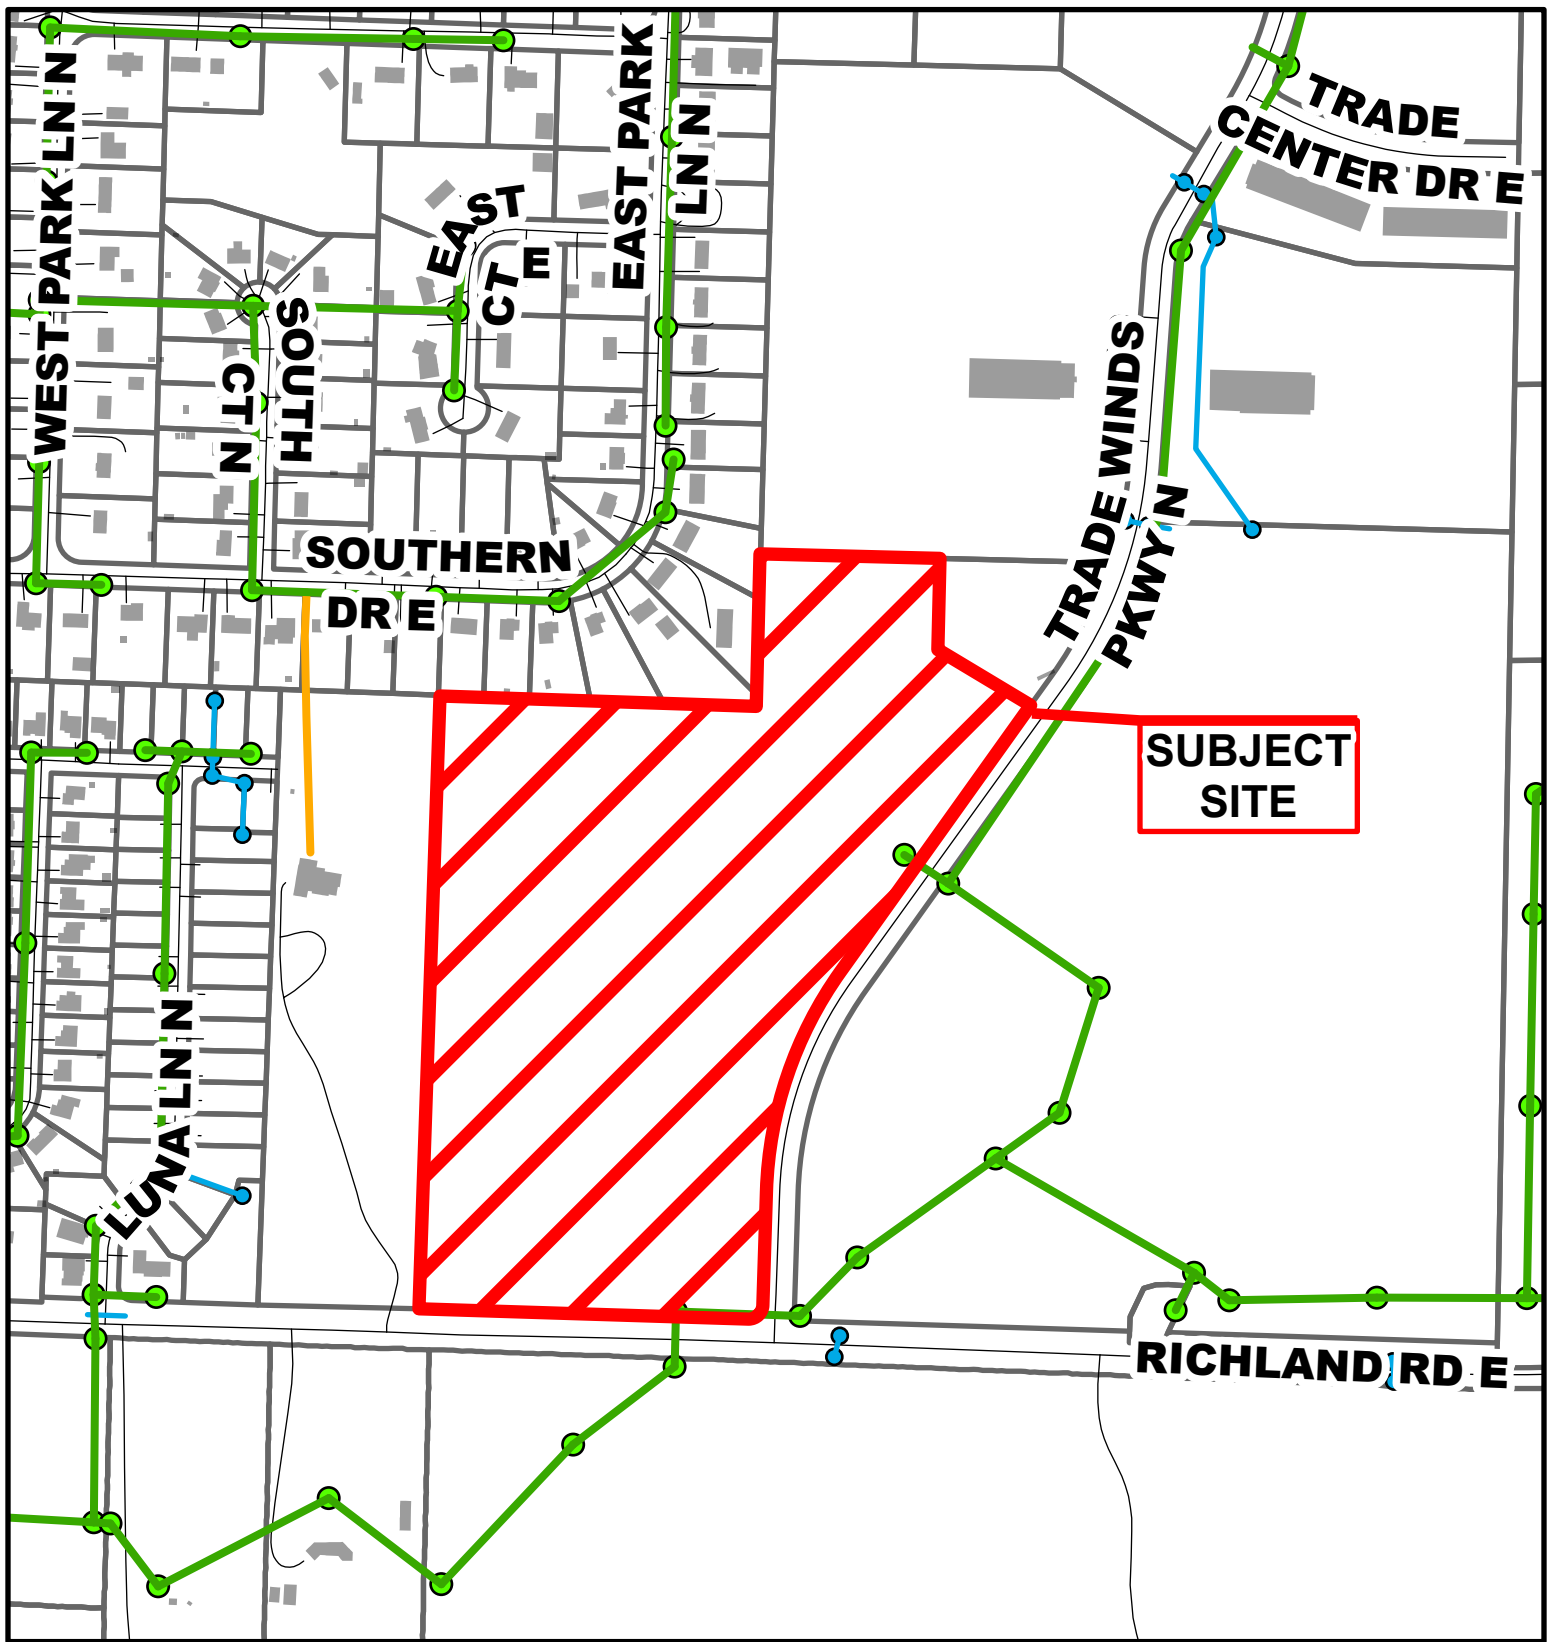 WEST PARK LN N
EAST PARK
LN N
TRADE
CENTER DR E
EAST
CT E
SOUTH
CT N
TRADE WINDS
PKWY N
SOUTHERN
DR E
SUBJECT
SITE
LUNA LN N
RICHLAND RD E